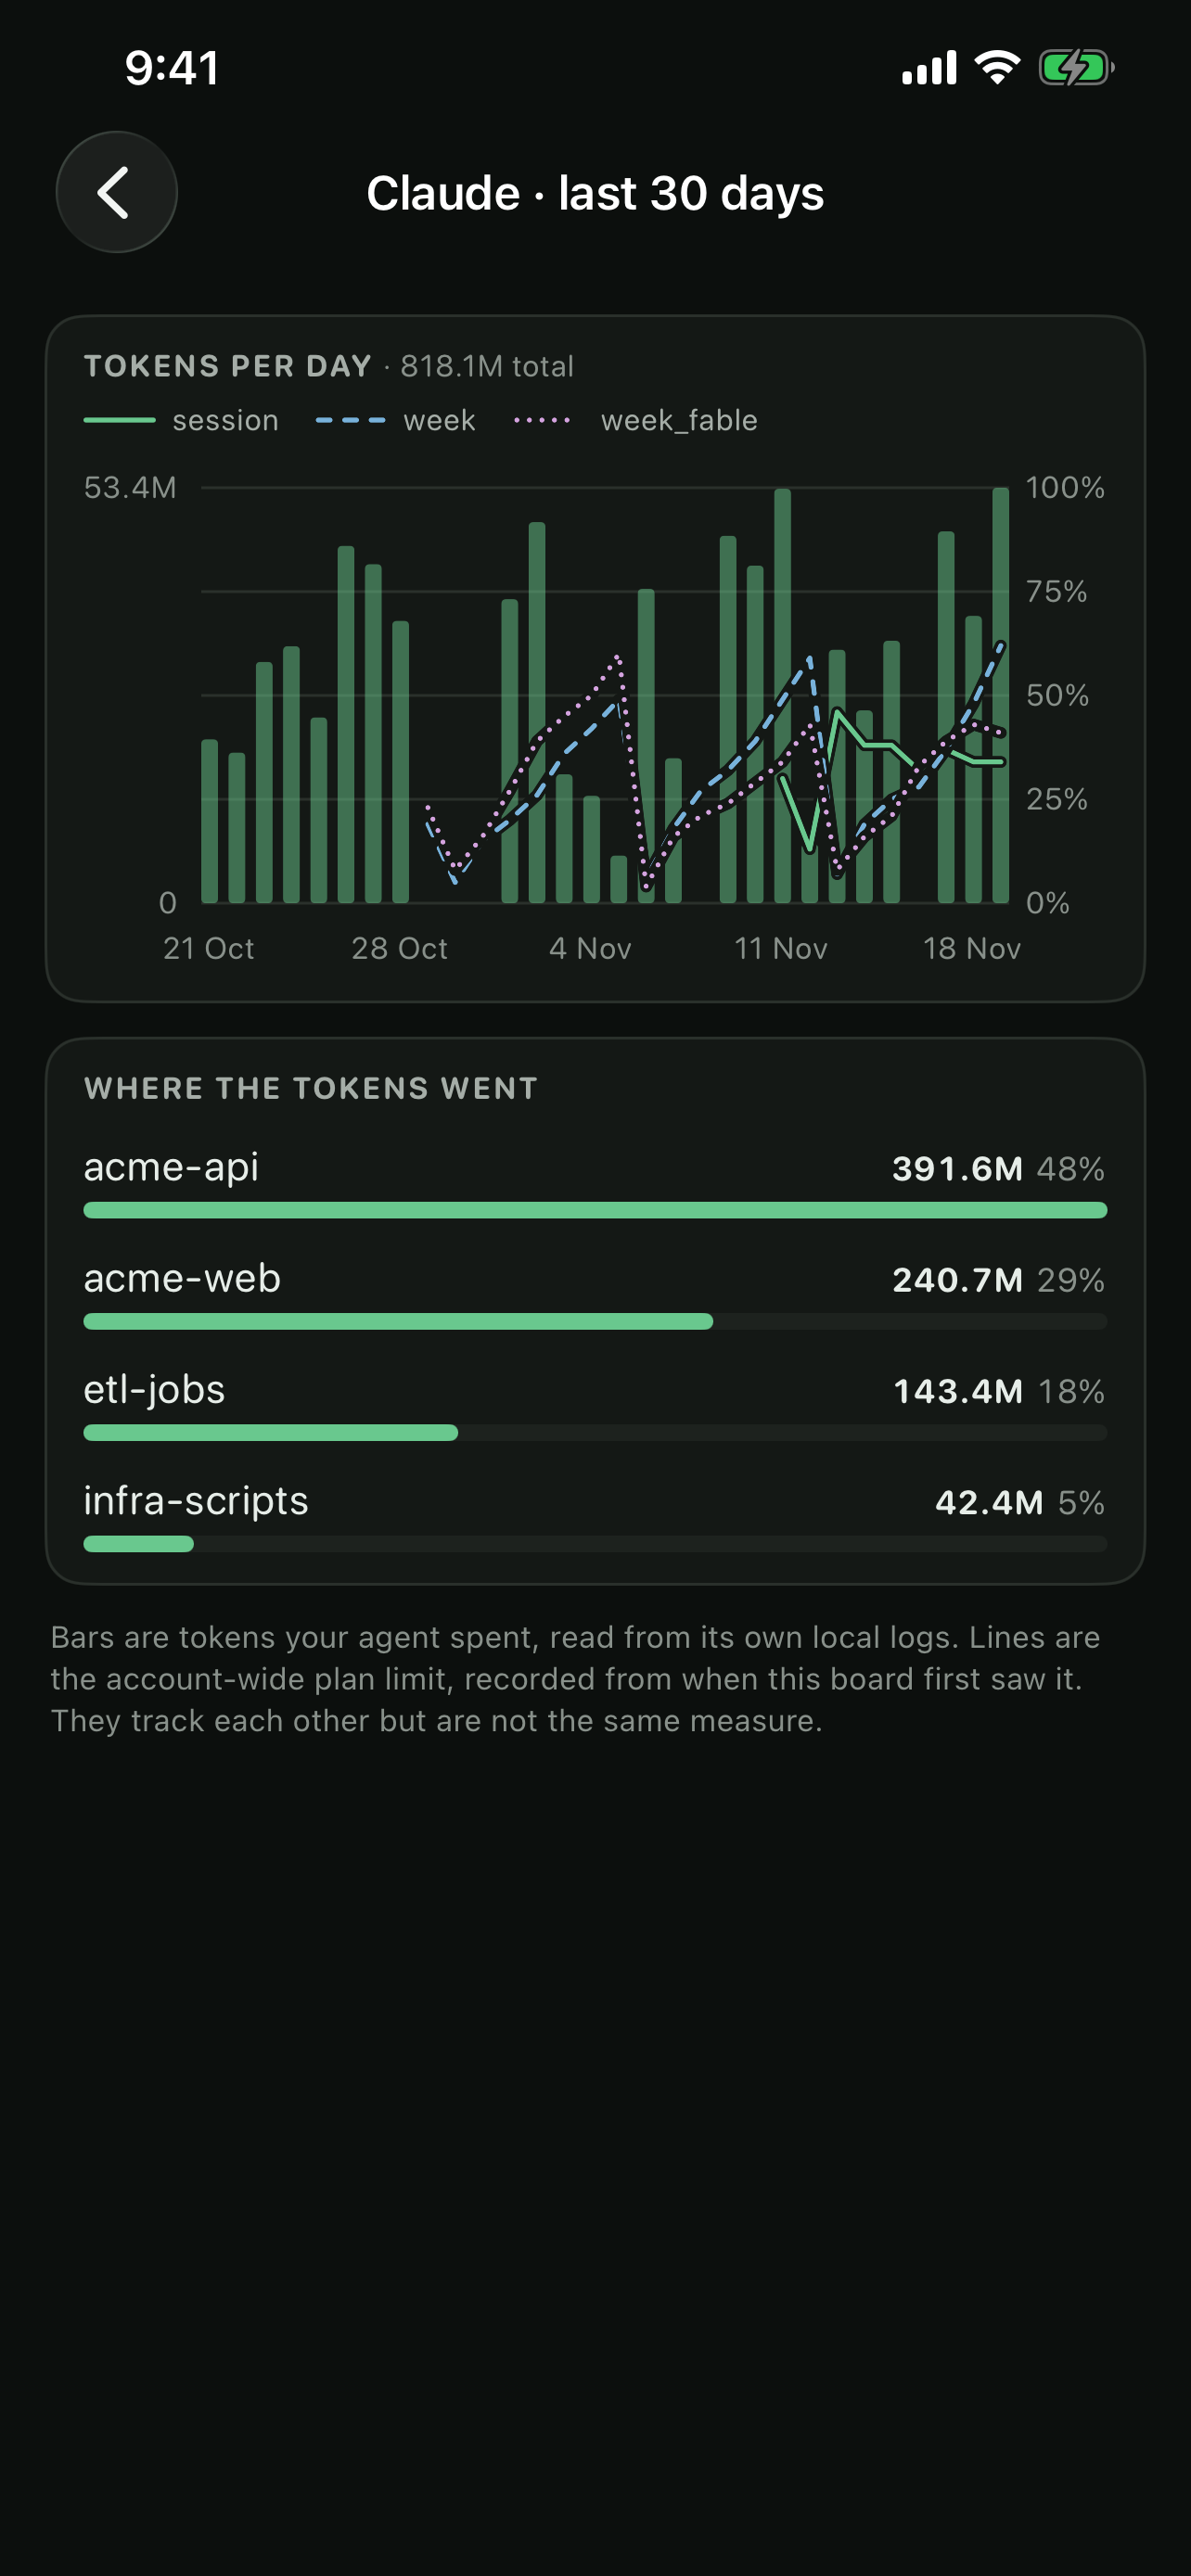 9:41
Claude · last 30 days
TOKENS PER DAY · 818.1M total
session week week_fable
53.4M 100%
75%
50%
25%
0 0%
21 Oct 28 Oct 4 Nov 11 Nov 18 Nov
WHERE THE TOKENS WENT
acme-api 391.6M 48%
acme-web 240.7M 29%
etl-jobs 143.4M 18%
infra-scripts 42.4M 5%
Bars are tokens your agent spent, read from its own local logs. Lines are
the account-wide plan limit, recorded from when this board first saw it.
They track each other but are not the same measure.